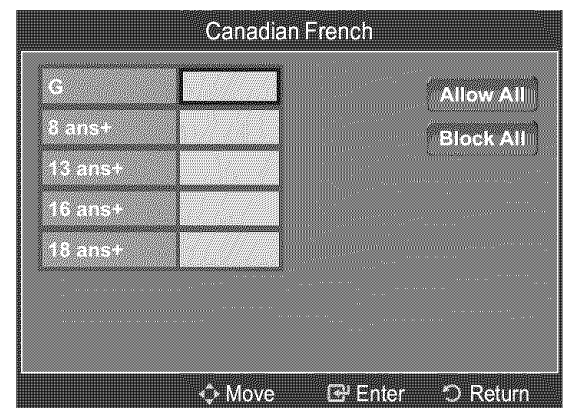 Canadian French
G
8 ans+
13 ans+
16 ans+
18 ans+
Allow All
Block All
Move Enter Return